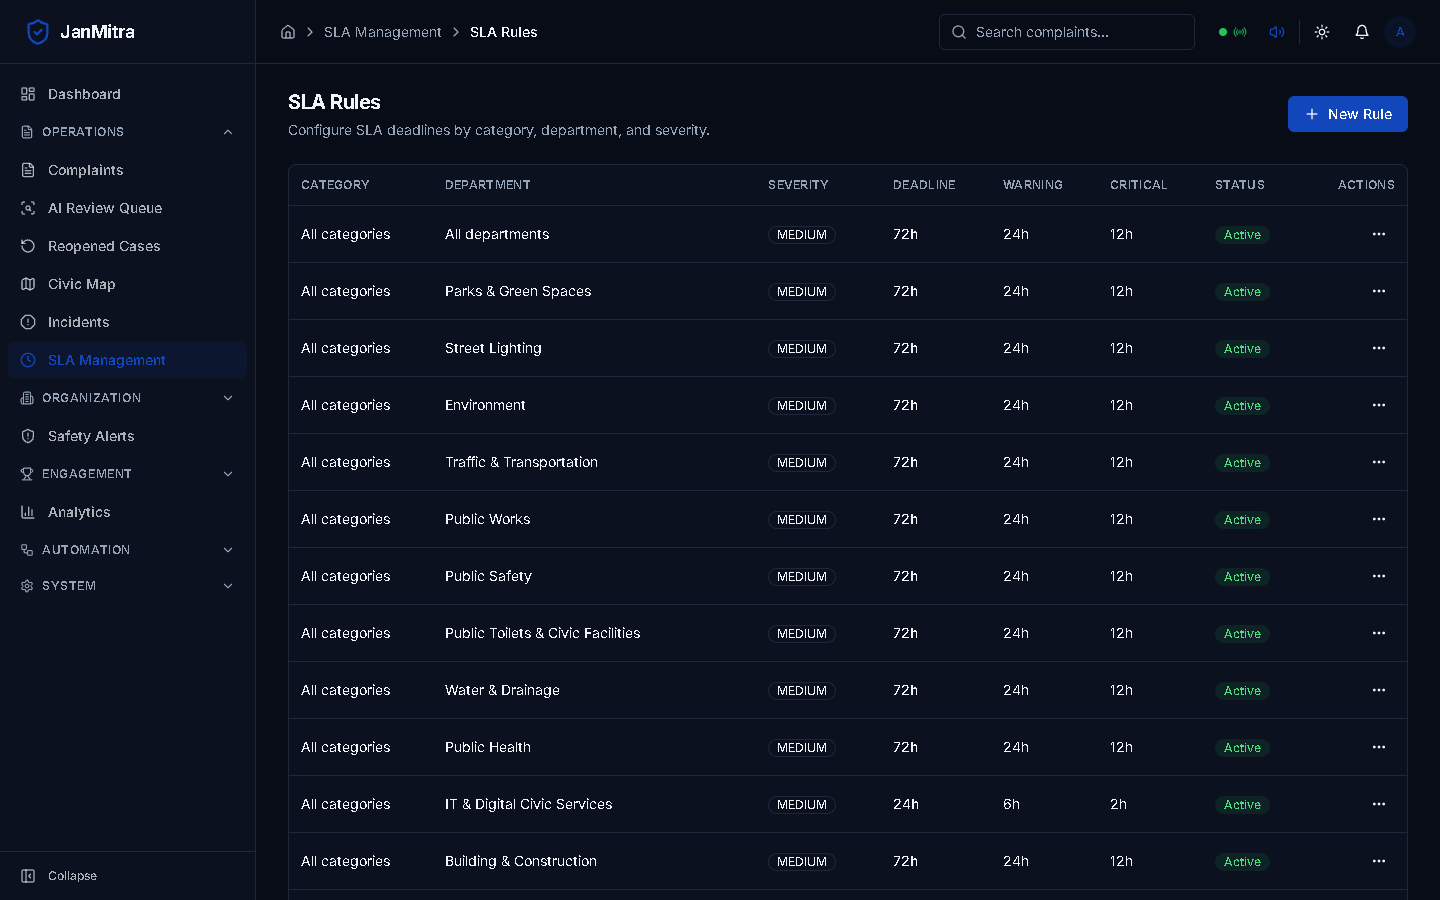 JanMitra
SLA Management
SLA Rules
Search complaints...
A
Dashboard
OPERATIONS
Complaints
AI Review Queue
Reopened Cases
Civic Map
Incidents
SLA Management
ORGANIZATION
Safety Alerts
ENGAGEMENT
Analytics
AUTOMATION
SYSTEM
Collapse
SLA Rules
Configure SLA deadlines by category, department, and severity.
New Rule
CATEGORY DEPARTMENT SEVERITY DEADLINE WARNING CRITICAL STATUS ACTIONS
All categories All departments MEDIUM 72h 24h 12h Active
All categories Parks & Green Spaces MEDIUM 72h 24h 12h Active
All categories Street Lighting MEDIUM 72h 24h 12h Active
All categories Environment MEDIUM 72h 24h 12h Active
All categories Traffic & Transportation MEDIUM 72h 24h 12h Active
All categories Public Works MEDIUM 72h 24h 12h Active
All categories Public Safety MEDIUM 72h 24h 12h Active
All categories Public Toilets & Civic Facilities MEDIUM 72h 24h 12h Active
All categories Water & Drainage MEDIUM 72h 24h 12h Active
All categories Public Health MEDIUM 72h 24h 12h Active
All categories IT & Digital Civic Services MEDIUM 24h 6h 2h Active
All categories Building & Construction MEDIUM 72h 24h 12h Active